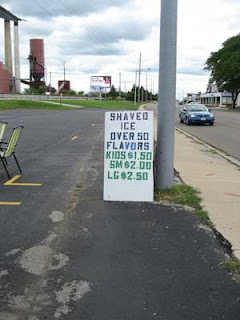 SHAVED
ICE
OVER 50
FLAVORS
KIDS $1.50
SM $2.00
LG $2.50